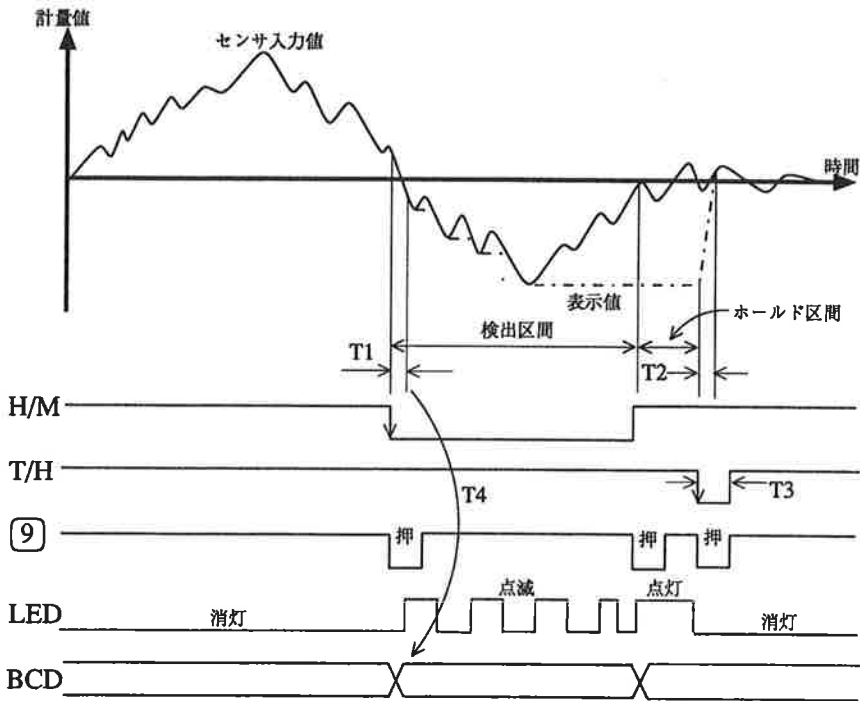 計量値
センサ入力値
時間
表示値
ホールド区間
検出区間
T1
T2
H/M
T/H
T4
T3
9
押
押
押
LED
消灯
点滅
点灯
消灯
BCD